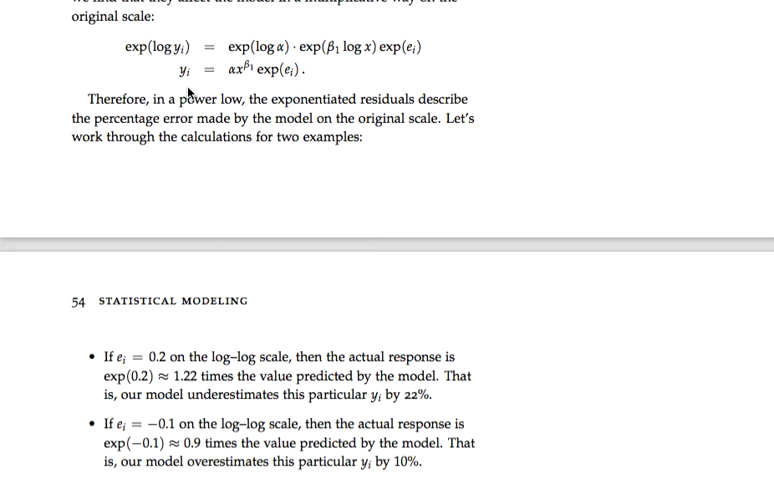 original scale:
exp(log yᵢ) = exp(log α) · exp(β₁ log x) exp(eᵢ)
yᵢ = αx^β₁ exp(eᵢ) .
Therefore, in a power low, the exponentiated residuals describe
the percentage error made by the model on the original scale. Let's
work through the calculations for two examples:
54 STATISTICAL MODELING
• If eᵢ = 0.2 on the log–log scale, then the actual response is
exp(0.2) ≈ 1.22 times the value predicted by the model. That
is, our model underestimates this particular yᵢ by 22%.
• If eᵢ = −0.1 on the log–log scale, then the actual response is
exp(−0.1) ≈ 0.9 times the value predicted by the model. That
is, our model overestimates this particular yᵢ by 10%.